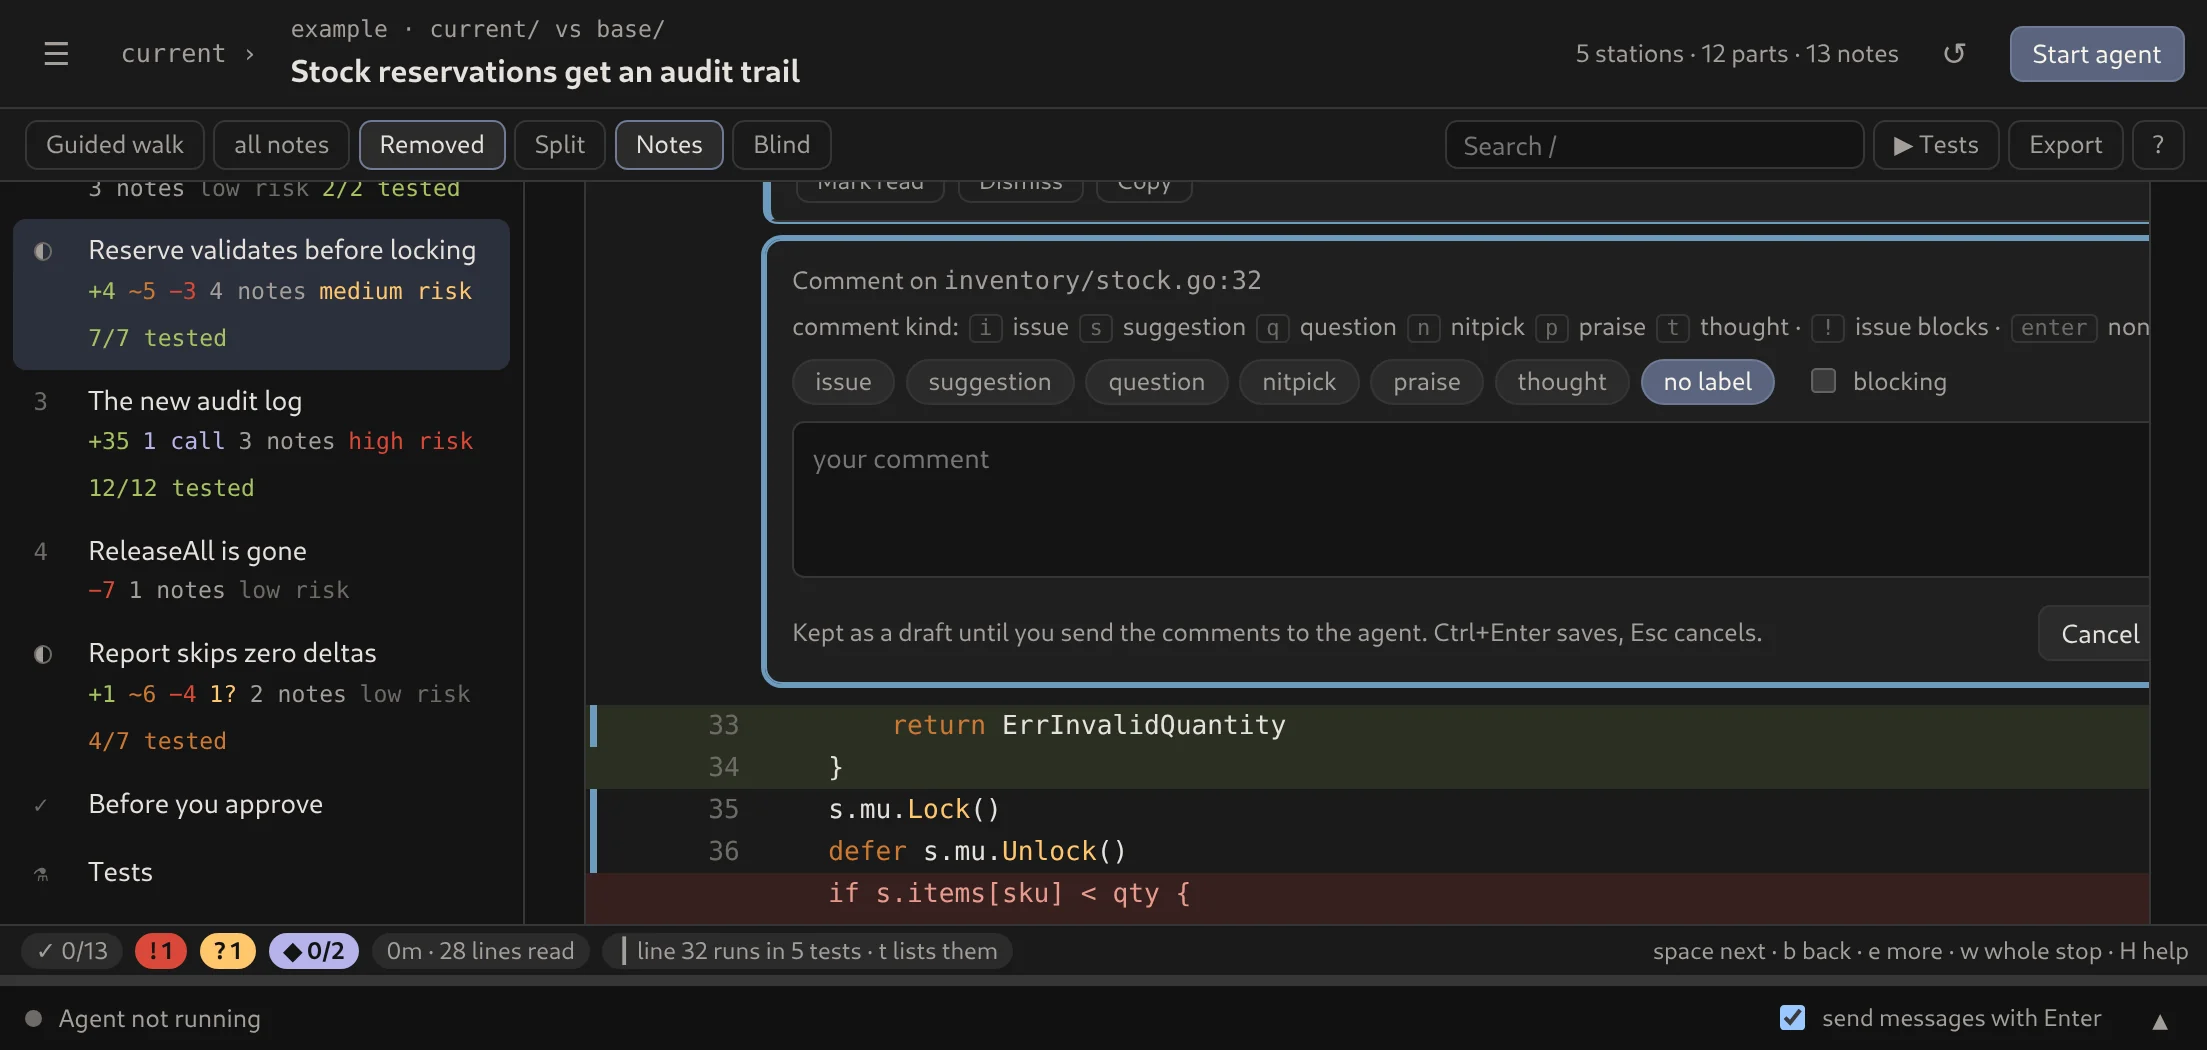 ☰ current › example · current/ vs base/
Stock reservations get an audit trail
5 stations · 12 parts · 13 notes ↺ Start agent
Guided walk all notes Removed Split Notes Blind Search / ▶ Tests Export ?
3 notes low risk 2/2 tested
Reserve validates before locking
+4 ~5 −3 4 notes medium risk
7/7 tested
3 The new audit log
+35 1 call 3 notes high risk
12/12 tested
4 ReleaseAll is gone
−7 1 notes low risk
Report skips zero deltas
+1 ~6 −4 1? 2 notes low risk
4/7 tested
✓ Before you approve
Tests
Mark read Dismiss Copy
Comment on inventory/stock.go:32
comment kind: i issue s suggestion q question n nitpick p praise t thought · ! issue blocks · enter non
issue suggestion question nitpick praise thought no label blocking
your comment
Kept as a draft until you send the comments to the agent. Ctrl+Enter saves, Esc cancels. Cancel
33 return ErrInvalidQuantity
34 }
35 s.mu.Lock()
36 defer s.mu.Unlock()
if s.items[sku] < qty {
✓ 0/13 !1 ?1 ◆ 0/2 0m · 28 lines read line 32 runs in 5 tests · t lists them space next · b back · e more · w whole stop · H help
Agent not running send messages with Enter ▲